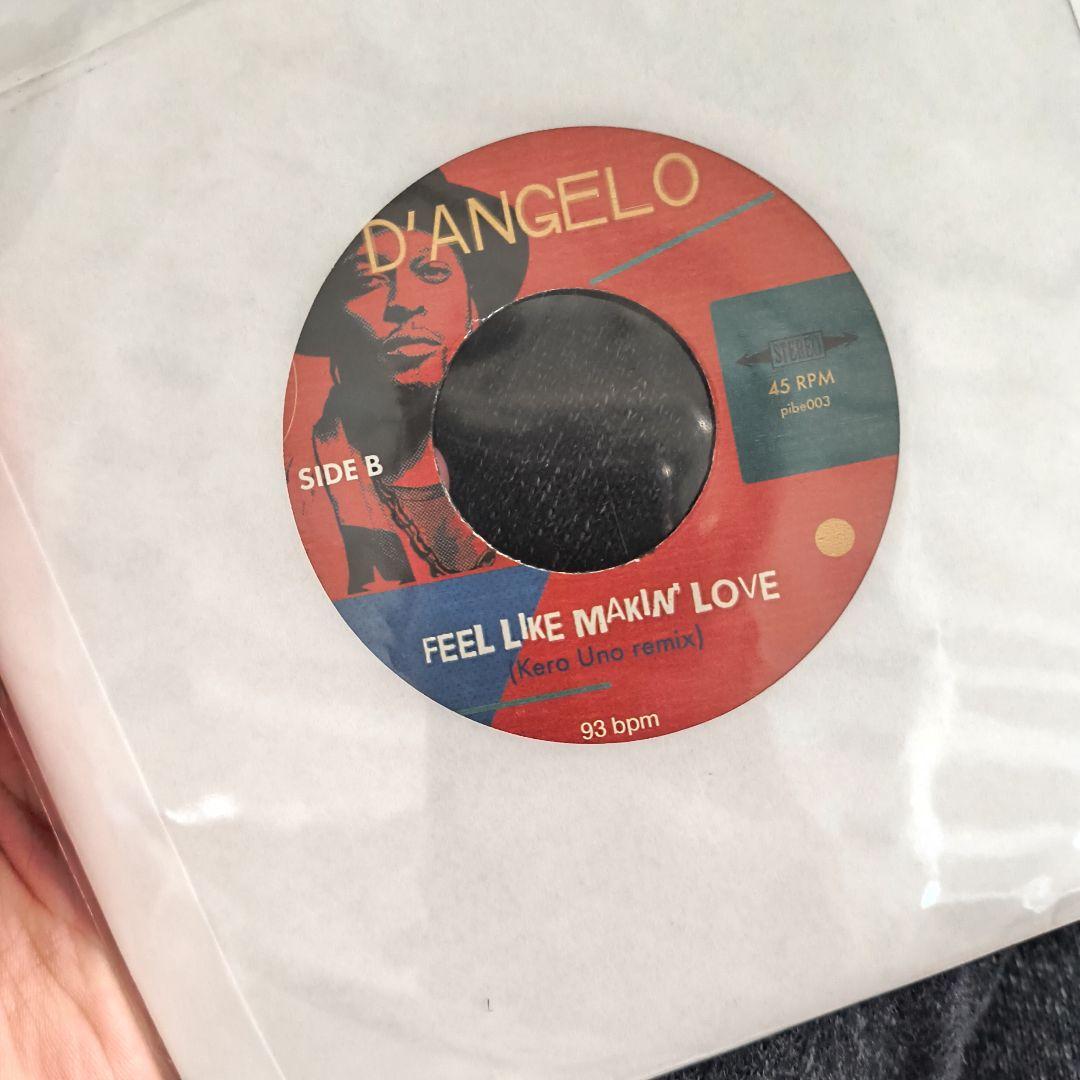 D'ANGELO
STEREO
45 RPM
pibe003
SIDE B
FEEL LIKE MAKIN' LOVE
(Kero Uno remix)
93 bpm